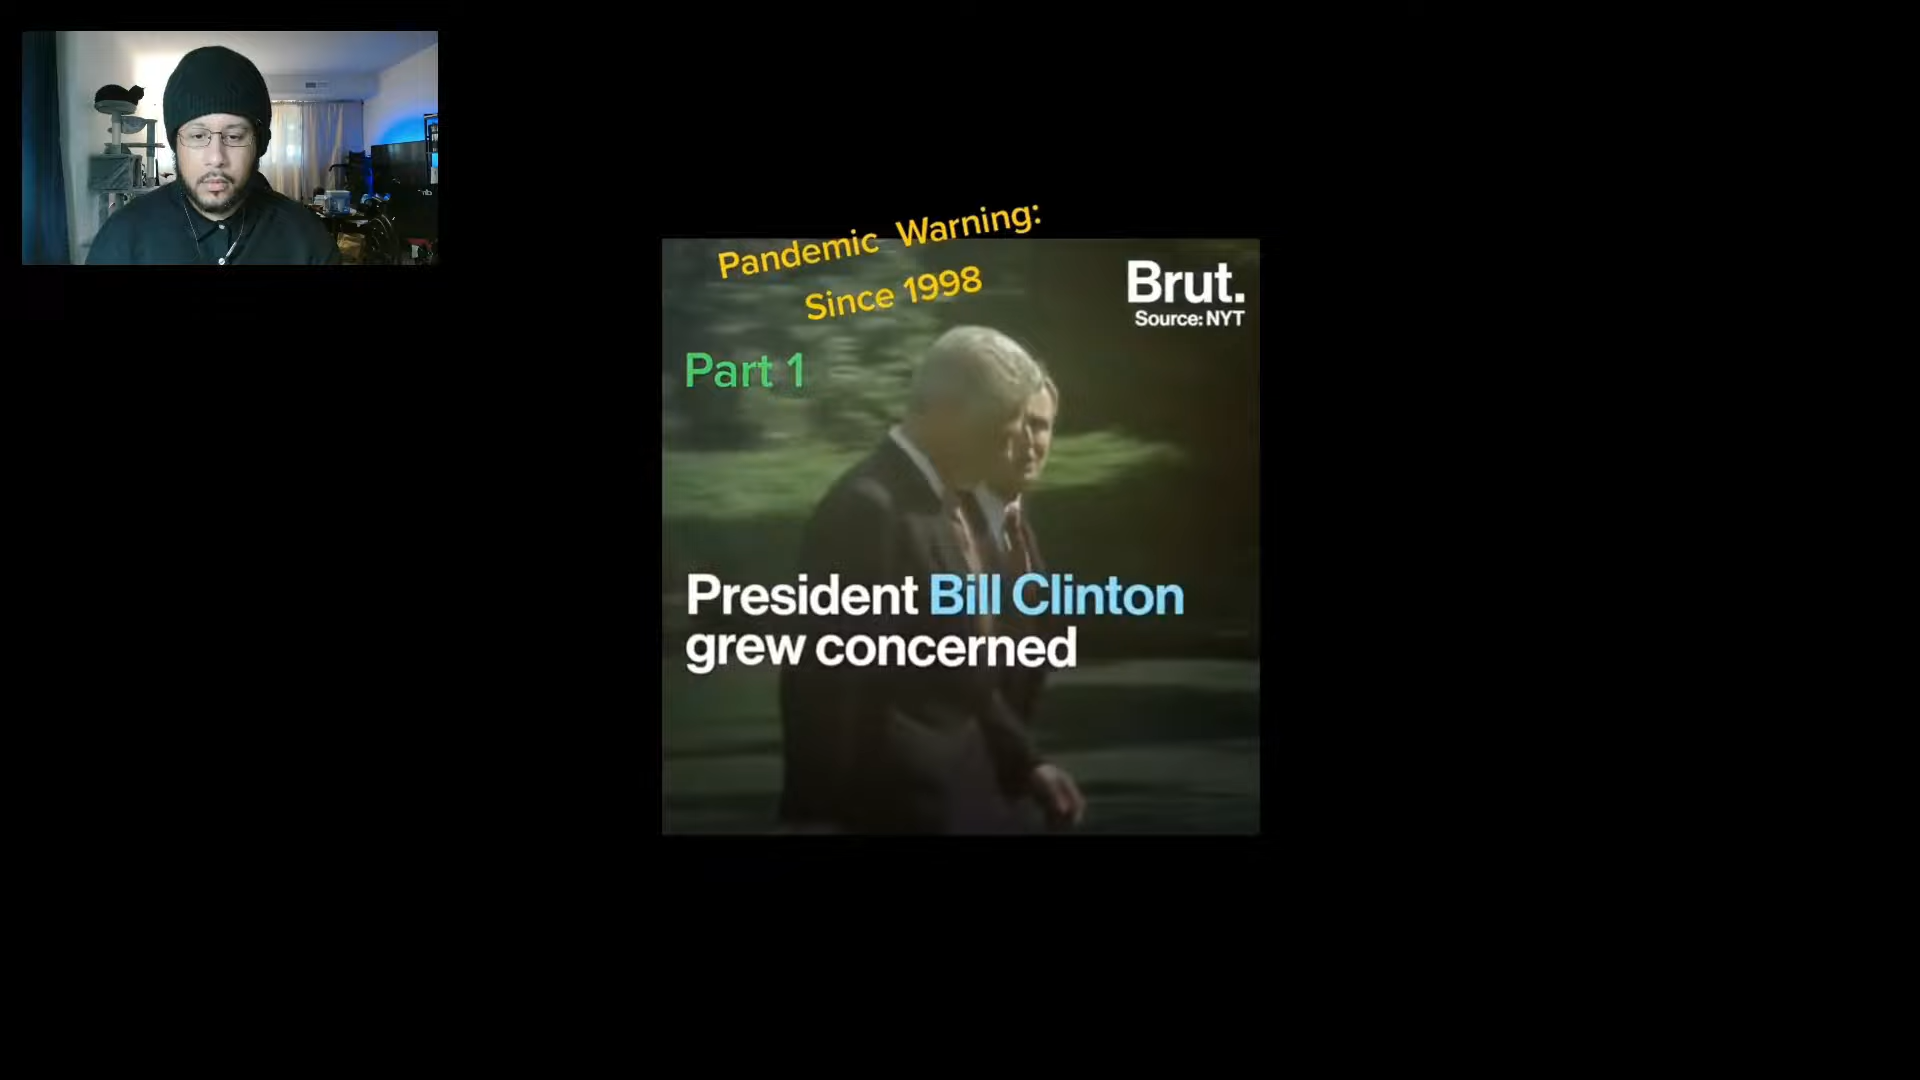 Pandemic Warning:
Since 1998
Brut.
Source: NYT
Part 1
President Bill Clinton
grew concerned